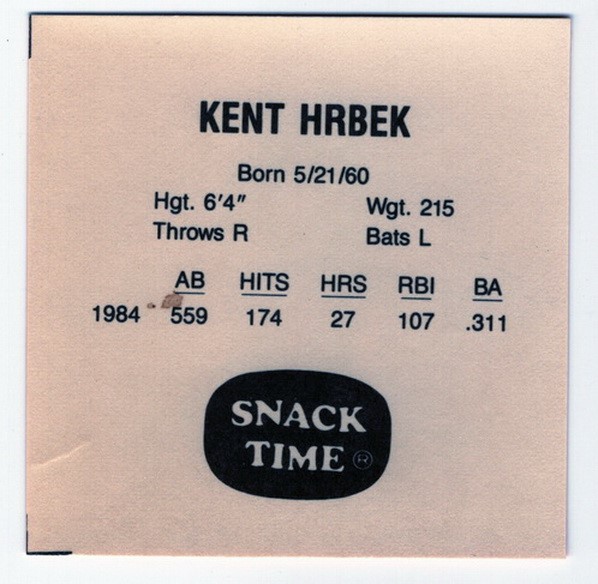 KENT HRBEK
Born 5/21/60
Hgt. 6'4" Wgt. 215
Throws R Bats L
AB HITS HRS RBI BA
1984 559 174 27 107 .311
SNACK
TIME ®